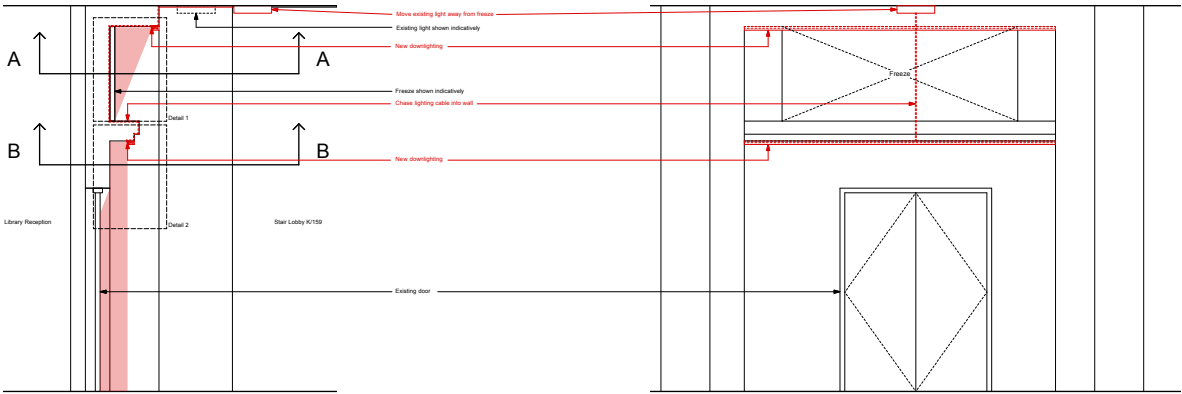 Move existing light away from freeze
Existing light shown indicatively
New downlighting
A
A
Freeze
Freeze shown indicatively
Chase lighting cable into wall
Detail 1
B
B
New downlighting
Library Reception
Detail 2
Stair Lobby K/159
Existing door